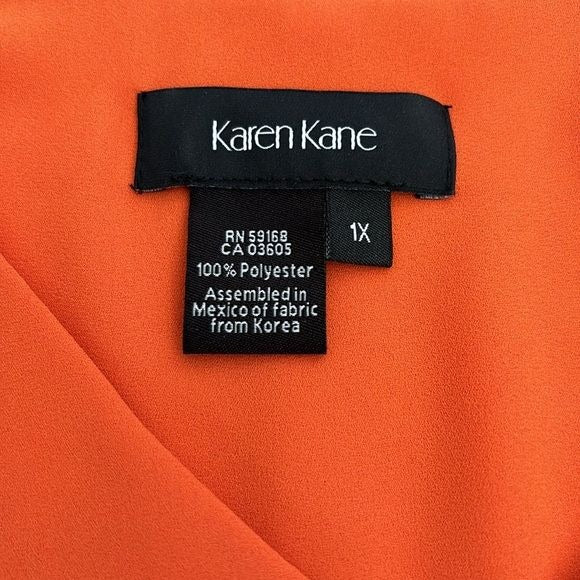 Karen Kane
1X
RN 59168
CA 03605
100% Polyester
Assembled in
Mexico of fabric
from Korea